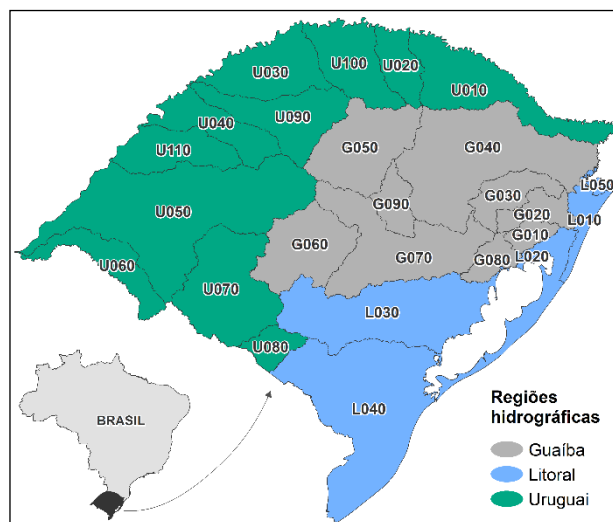 U100
U020
U030
U010
U040
U090
U110
G050
G040
U050
G090
G030
L050
G020
L010
G010
G060
G070
G080
L020
U060
U070
L030
U080
L040
BRASIL
Regiões
hidrográficas
Guaíba
Litoral
Uruguai